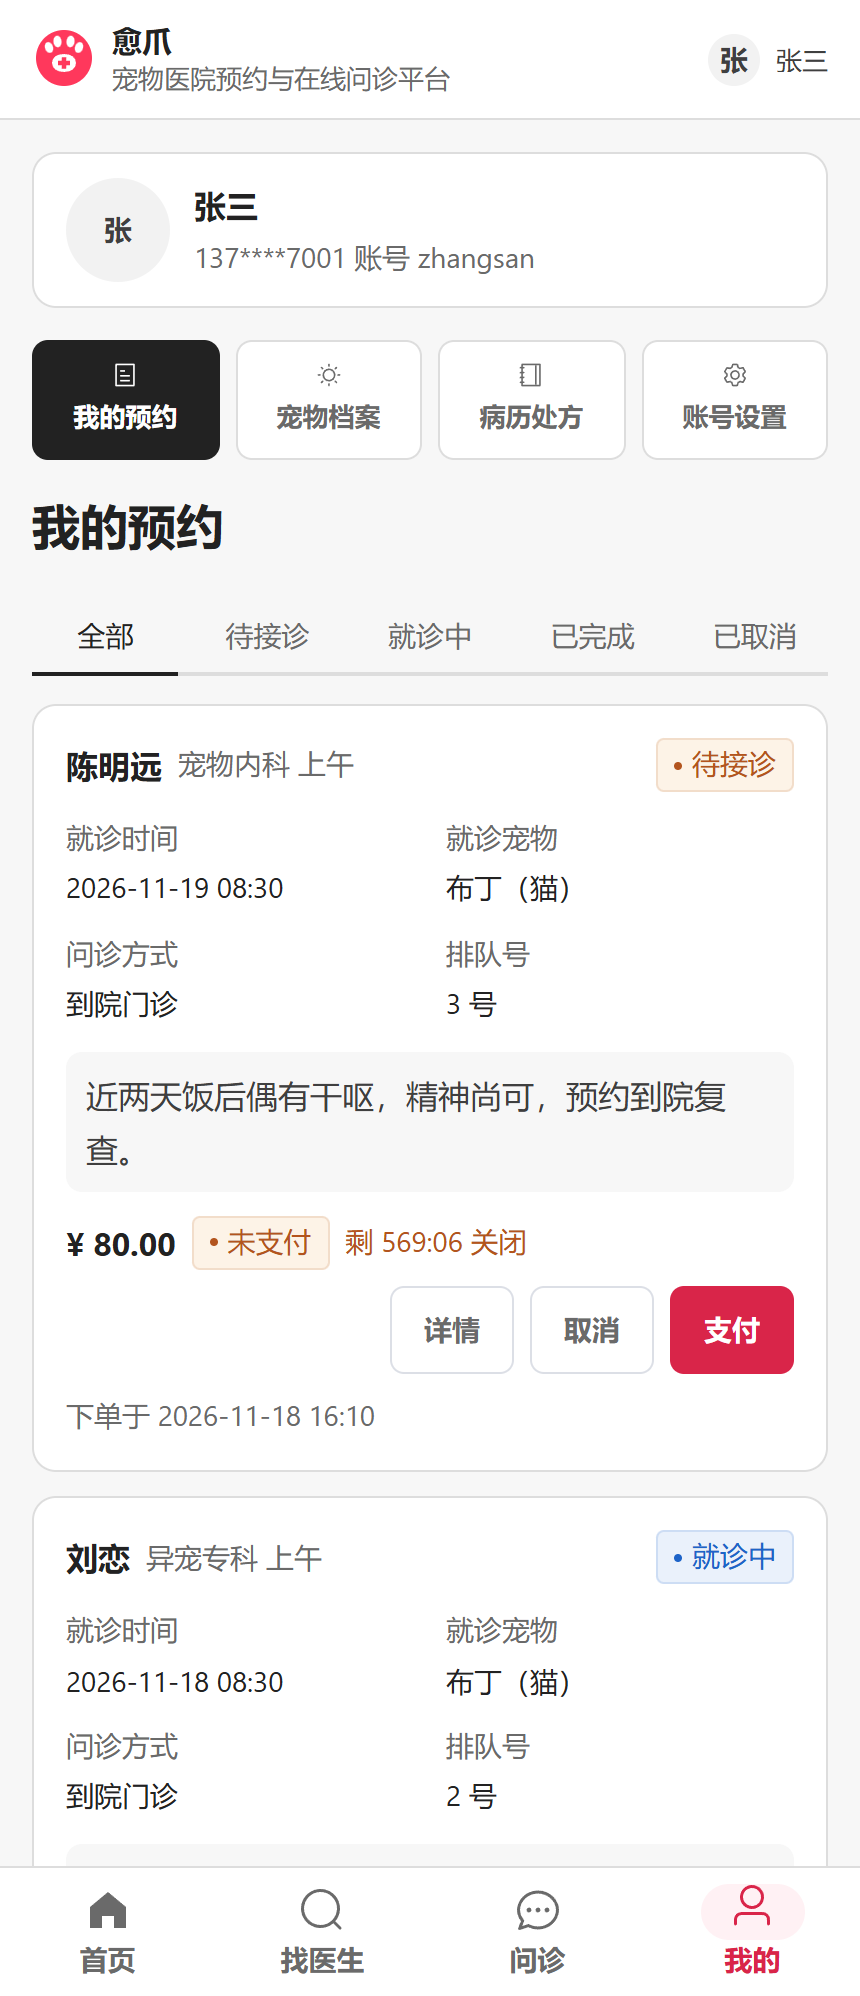 愈爪
宠物医院预约与在线问诊平台
张 张三
张
张三
137****7001 账号 zhangsan
我的预约 宠物档案 病历处方 账号设置
我的预约
全部 待接诊 就诊中 已完成 已取消
陈明远 宠物内科 上午 • 待接诊
就诊时间 就诊宠物
2026-11-19 08:30 布丁（猫）
问诊方式 排队号
到院门诊 3 号
近两天饭后偶有干呕，精神尚可，预约到院复
查。
¥ 80.00 • 未支付 剩 569:06 关闭
详情 取消 支付
下单于 2026-11-18 16:10
刘恋 异宠专科 上午 • 就诊中
就诊时间 就诊宠物
2026-11-18 08:30 布丁（猫）
问诊方式 排队号
到院门诊 2 号
首页 找医生 问诊 我的